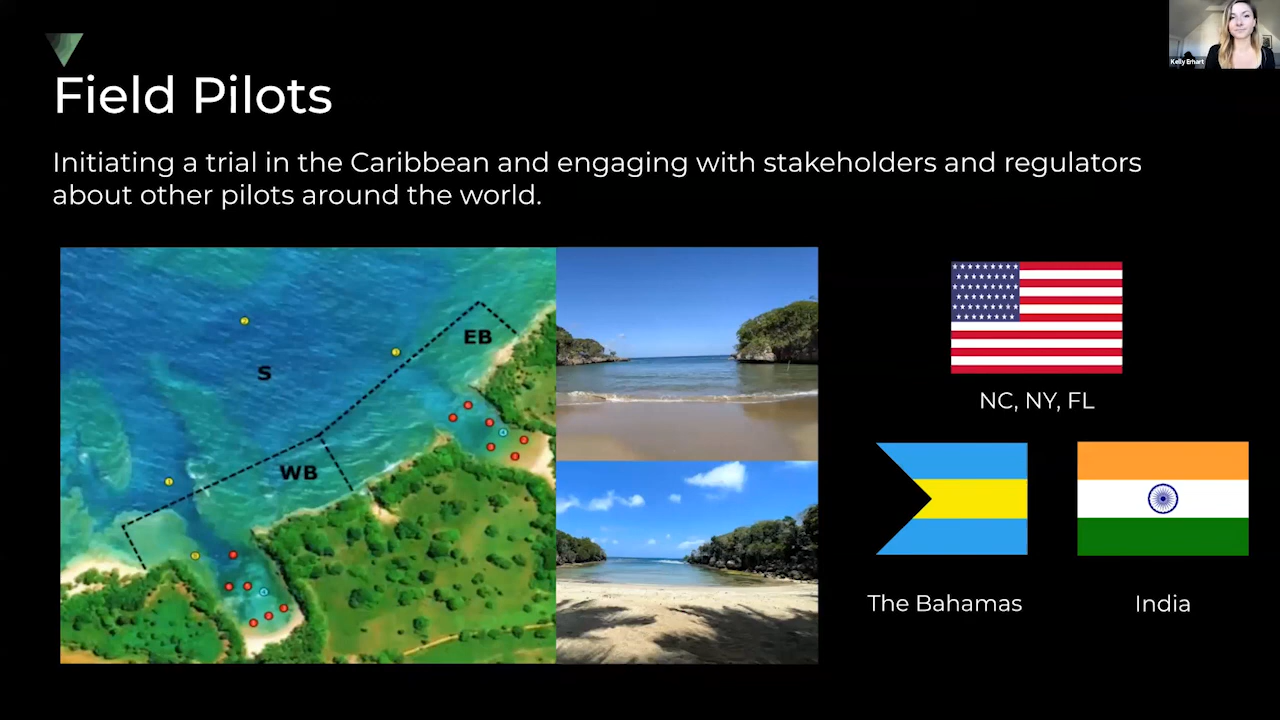 Kelly Erhart
Field Pilots
Initiating a trial in the Caribbean and engaging with stakeholders and regulators
about other pilots around the world.
EB
S
WB
NC, NY, FL
The Bahamas
India